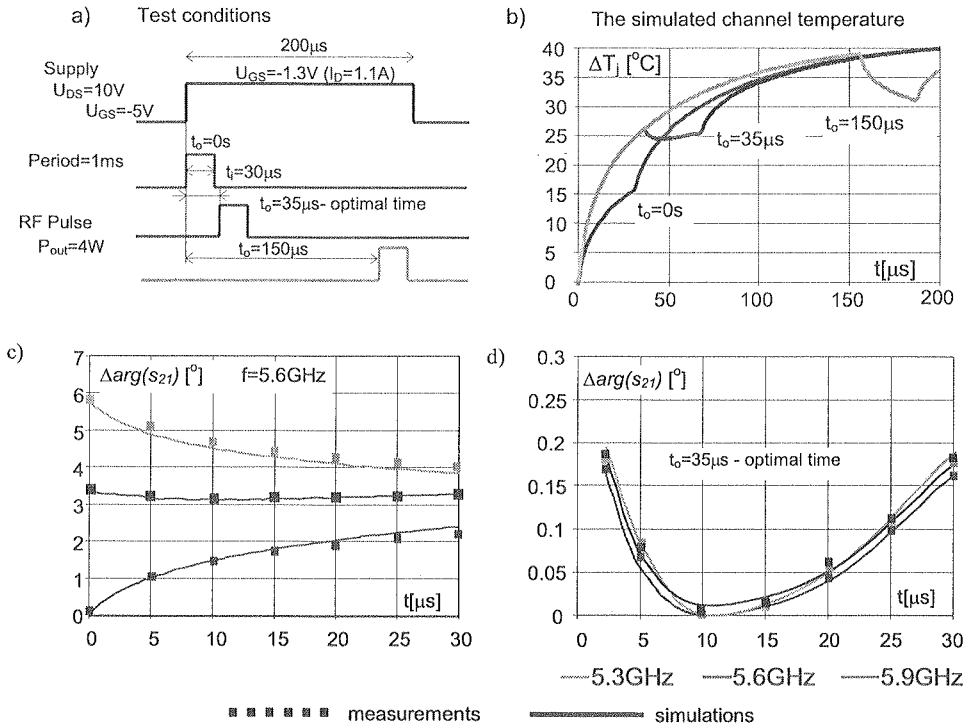 a) Test conditions
200µs
Supply
U_DS=10V
U_GS=-5V
U_GS=-1.3V (I_D=1.1A)
t_o=0s
Period=1ms
t_i=30µs
t_o=35µs- optimal time
RF Pulse
P_out=4W
t_o=150µs
b) The simulated channel temperature
ΔT_j [°C]
40
35
30
25
20
15
10
5
0
t_o=35µs
t_o=150µs
t_o=0s
t[µs]
0 50 100 150 200
c)
Δarg(s_21) [°] f=5.6GHz
7
6
5
4
3
2
1
0
t[µs]
0 5 10 15 20 25 30
d)
Δarg(s_21) [°]
0.3
0.25
0.2
0.15
0.1
0.05
0
t_o=35µs - optimal time
t[µs]
0 5 10 15 20 25 30
5.3GHz 5.6GHz 5.9GHz
measurements simulations